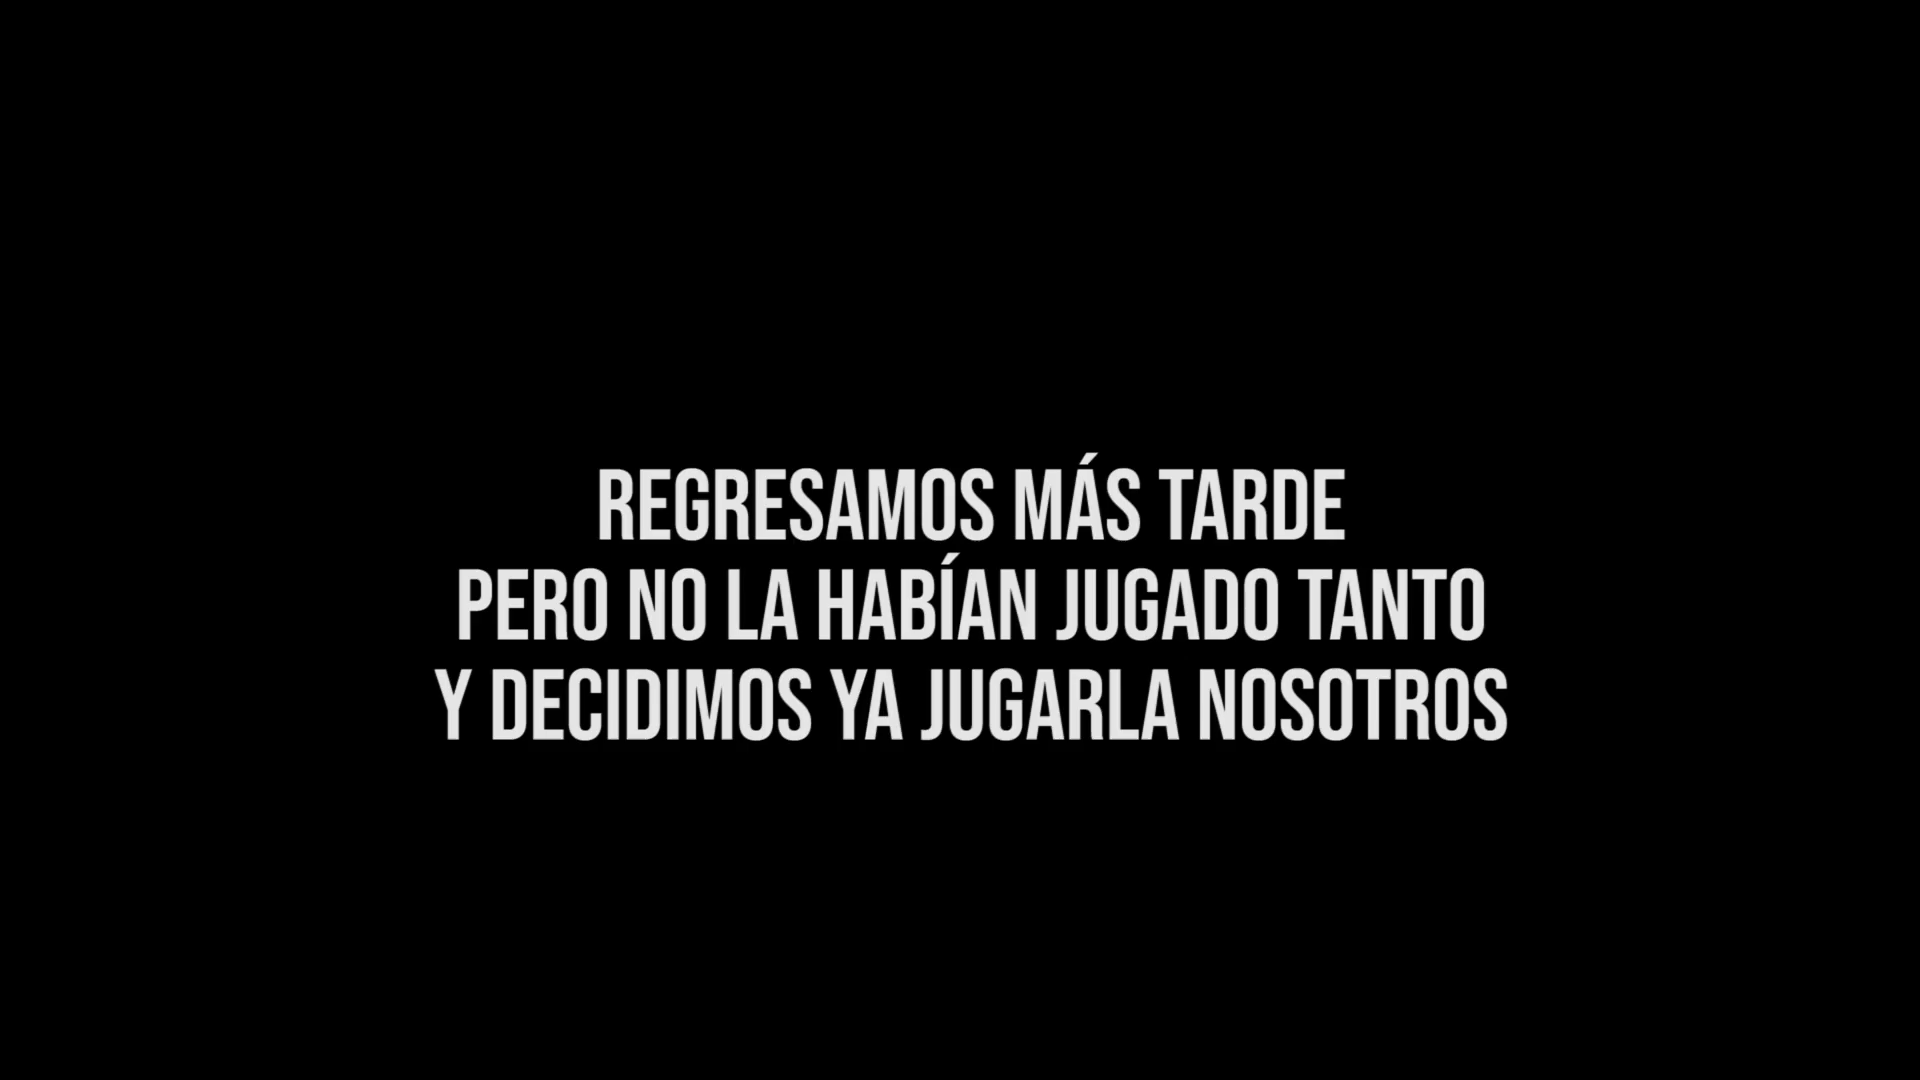 REGRESAMOS MÁS TARDE
PERO NO LA HABÍAN JUGADO TANTO
Y DECIDIMOS YA JUGARLA NOSOTROS